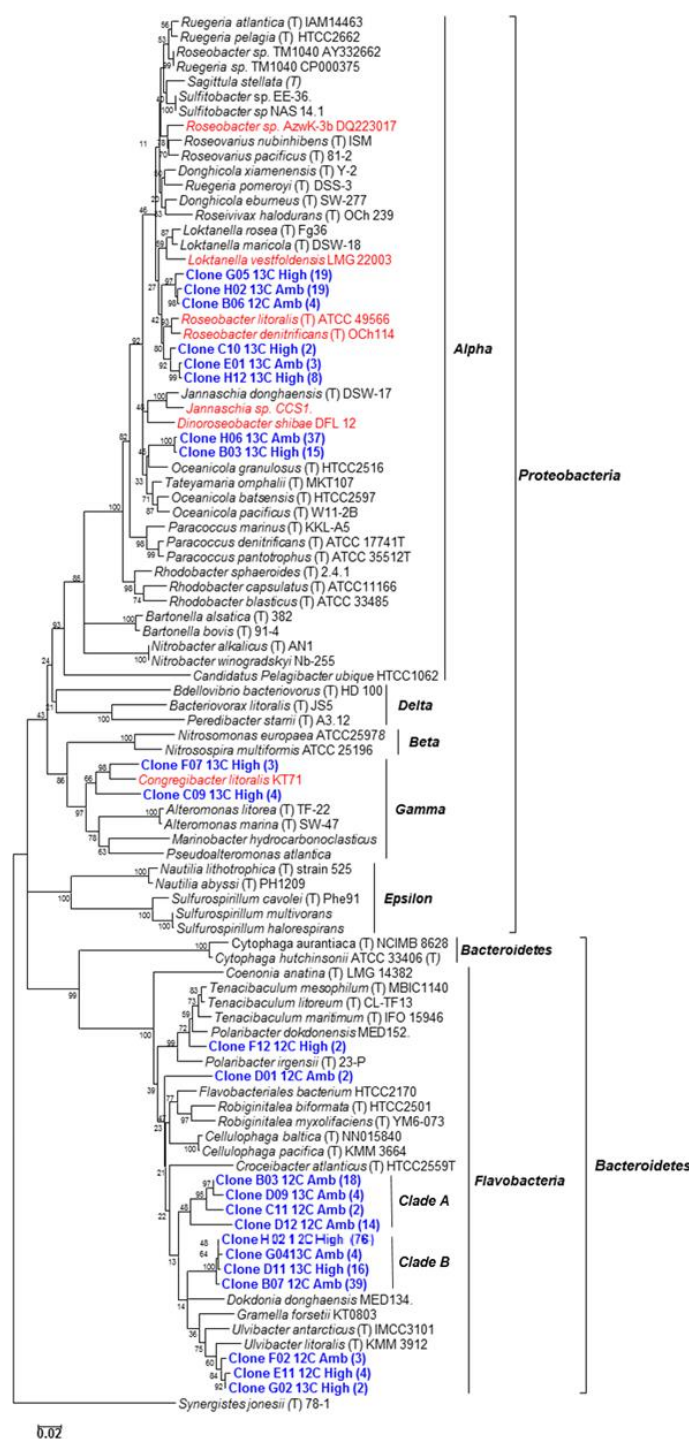 Ruegeria atlantica (T) IAM14463
Ruegeria pelagia (T) HTCC2662
Roseobacter sp. TM1040 AY332662
Ruegeria sp. TM1040 CP000375
Sagittula stellata (T)
Sulfitobacter sp. EE-36.
Sulfitobacter sp NAS 14.1
Roseobacter sp. AzwK-3b DQ223017
Roseovarius nubinhibens (T) ISM
Roseovarius pacificus (T) 81-2
Donghicola xiamenensis (T) Y-2
Ruegeria pomeroyi (T) DSS-3
Donghicola eburneus (T) SW-277
Roseivivax halodurans (T) OCh 239
Loktanella rosea (T) Fg36
Loktanella maricola (T) DSW-18
Loktanella vestfoldensis LMG 22003
Clone G05 13C High (19)
Clone H02 13C Amb (19)
Clone B06 12C Amb (4)
Roseobacter litoralis (T) ATCC 49566
Roseobacter denitrificans (T) OCh114
Clone C10 13C High (2)
Alpha
Clone E01 13C Amb (3)
Clone H12 13C High (8)
Jannaschia donghaensis (T) DSW-17
Jannaschia sp. CCS1.
Dinoroseobacter shibae DFL 12
Clone H06 13C Amb (37)
Clone B03 13C High (15)
Oceanicola granulosus (T) HTCC2516
Proteobacteria
Tateyamaria omphalii (T) MKT107
Oceanicola batsensis (T) HTCC2597
Oceanicola pacificus (T) W11-2B
Paracoccus marinus (T) KKL-A5
Paracoccus denitrificans (T) ATCC 17741T
Paracoccus pantotrophus (T) ATCC 35512T
Rhodobacter sphaeroides (T) 2.4.1
Rhodobacter capsulatus (T) ATCC11166
Rhodobacter blasticus (T) ATCC 33485
Bartonella alsatica (T) 382
Bartonella bovis (T) 91-4
Nitrobacter alkalicus (T) AN1
Nitrobacter winogradskyi Nb-255
Candidatus Pelagibacter ubique HTCC1062
Bdellovibrio bacteriovorus (T) HD 100
Bacteriovorax litoralis (T) JS5
Delta
Peredibacter starrii (T) A3.12
Nitrosomonas europaea ATCC25978
Beta
Nitrosospira multiformis ATCC 25196
Clone F07 13C High (3)
Congregibacter litoralis KT71
Clone C09 13C High (4)
Gamma
Alteromonas litorea (T) TF-22
Alteromonas marina (T) SW-47
Marinobacter hydrocarbonoclasticus
Pseudoalteromonas atlantica
Nautilia lithotrophica (T) strain 525
Nautilia abyssi (T) PH1209
Sulfurospirillum cavolei (T) Phe91
Epsilon
Sulfurospirillum multivorans
Sulfurospirillum halorespirans
Cytophaga aurantiaca (T) NCIMB 8628
Bacteroidetes
Cytophaga hutchinsonii ATCC 33406 (T)
Coenonia anatina (T) LMG 14382
Tenacibaculum mesophilum (T) MBIC1140
Tenacibaculum litoreum (T) CL-TF13
Tenacibaculum maritimum (T) IFO 15946
Polaribacter dokdonensis MED152.
Clone F12 12C High (2)
Polaribacter irgensii (T) 23-P
Clone D01 12C Amb (2)
Flavobacteriales bacterium HTCC2170
Robiginitalea biformata (T) HTCC2501
Robiginitalea myxolifaciens (T) YM6-073
Cellulophaga baltica (T) NN015840
Cellulophaga pacifica (T) KMM 3664
Croceibacter atlanticus (T) HTCC2559T
Flavobacteria
Bacteroidetes
Clone B03 12C Amb (18)
Clone D09 13C Amb (4)
Clade A
Clone C11 12C Amb (2)
Clone D12 12C Amb (14)
Clone H02 12C High (76)
Clone G0413C Amb (4)
Clade B
Clone D11 13C High (16)
Clone B07 12C Amb (39)
Dokdonia donghaensis MED134.
Gramella forsetii KT0803
Ulvibacter antarcticus (T) IMCC3101
Ulvibacter litoralis (T) KMM 3912
Clone F02 12C Amb (3)
Clone E11 12C High (4)
Clone G02 13C High (2)
Synergistes jonesii (T) 78-1
0.02